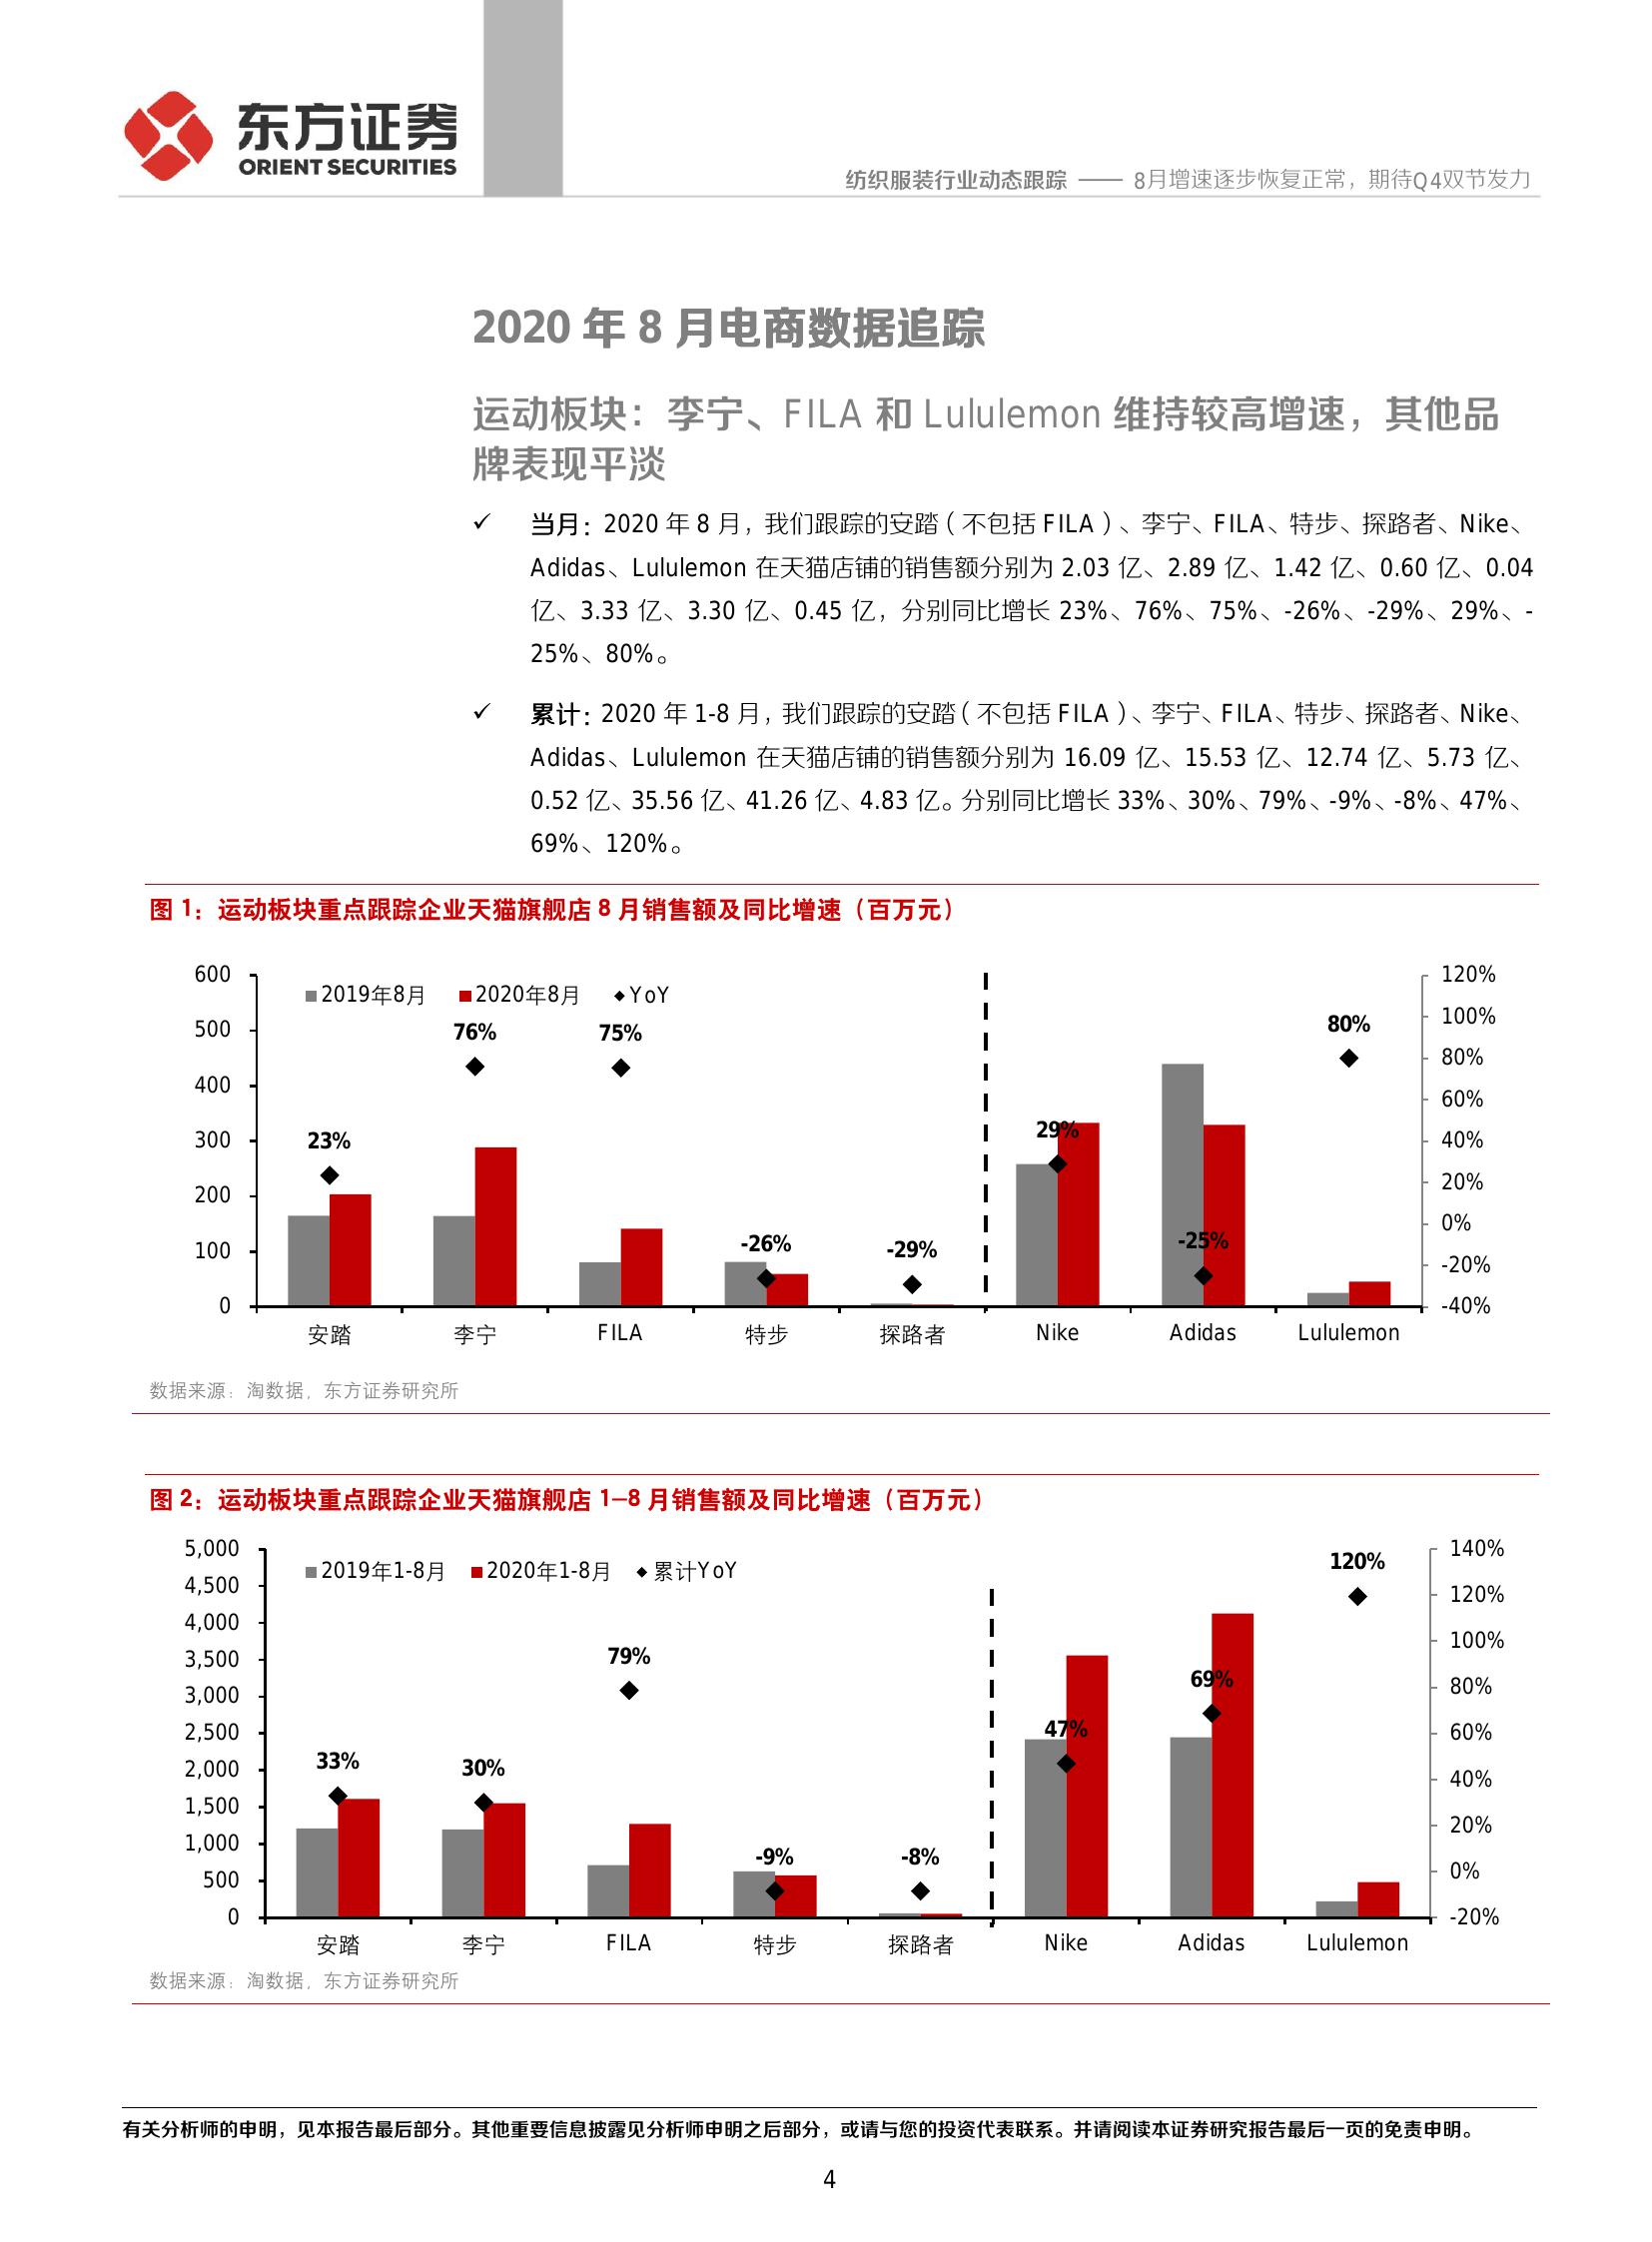 东方证券
ORIENT SECURITIES
纺织服装行业动态跟踪 —— 8月增速逐步恢复正常，期待Q4双节发力
2020 年 8 月电商数据追踪
运动板块：李宁、FILA 和 Lululemon 维持较高增速，其他品
牌表现平淡
✓ 当月：2020 年 8 月，我们跟踪的安踏（不包括 FILA）、李宁、FILA、特步、探路者、Nike、
Adidas、Lululemon 在天猫店铺的销售额分别为 2.03 亿、2.89 亿、1.42 亿、0.60 亿、0.04
亿、3.33 亿、3.30 亿、0.45 亿，分别同比增长 23%、76%、75%、-26%、-29%、29%、-
25%、80%。
✓ 累计：2020 年 1-8 月，我们跟踪的安踏（不包括 FILA）、李宁、FILA、特步、探路者、Nike、
Adidas、Lululemon 在天猫店铺的销售额分别为 16.09 亿、15.53 亿、12.74 亿、5.73 亿、
0.52 亿、35.56 亿、41.26 亿、4.83 亿。分别同比增长 33%、30%、79%、-9%、-8%、47%、
69%、120%。
图 1：运动板块重点跟踪企业天猫旗舰店 8 月销售额及同比增速（百万元）
600
500
400
300
200
100
0
2019年8月 2020年8月 YoY
23%
76%
75%
-26%
-29%
29%
-25%
80%
120%
100%
80%
60%
40%
20%
0%
-20%
-40%
安踏 李宁 FILA 特步 探路者 Nike Adidas Lululemon
数据来源：淘数据，东方证券研究所
图 2：运动板块重点跟踪企业天猫旗舰店 1–8 月销售额及同比增速（百万元）
5,000
4,500
4,000
3,500
3,000
2,500
2,000
1,500
1,000
500
0
2019年1-8月 2020年1-8月 累计YoY
33%
30%
79%
-9%
-8%
47%
69%
120%
140%
120%
100%
80%
60%
40%
20%
0%
-20%
安踏 李宁 FILA 特步 探路者 Nike Adidas Lululemon
数据来源：淘数据，东方证券研究所
有关分析师的申明，见本报告最后部分。其他重要信息披露见分析师申明之后部分，或请与您的投资代表联系。并请阅读本证券研究报告最后一页的免责申明。
4